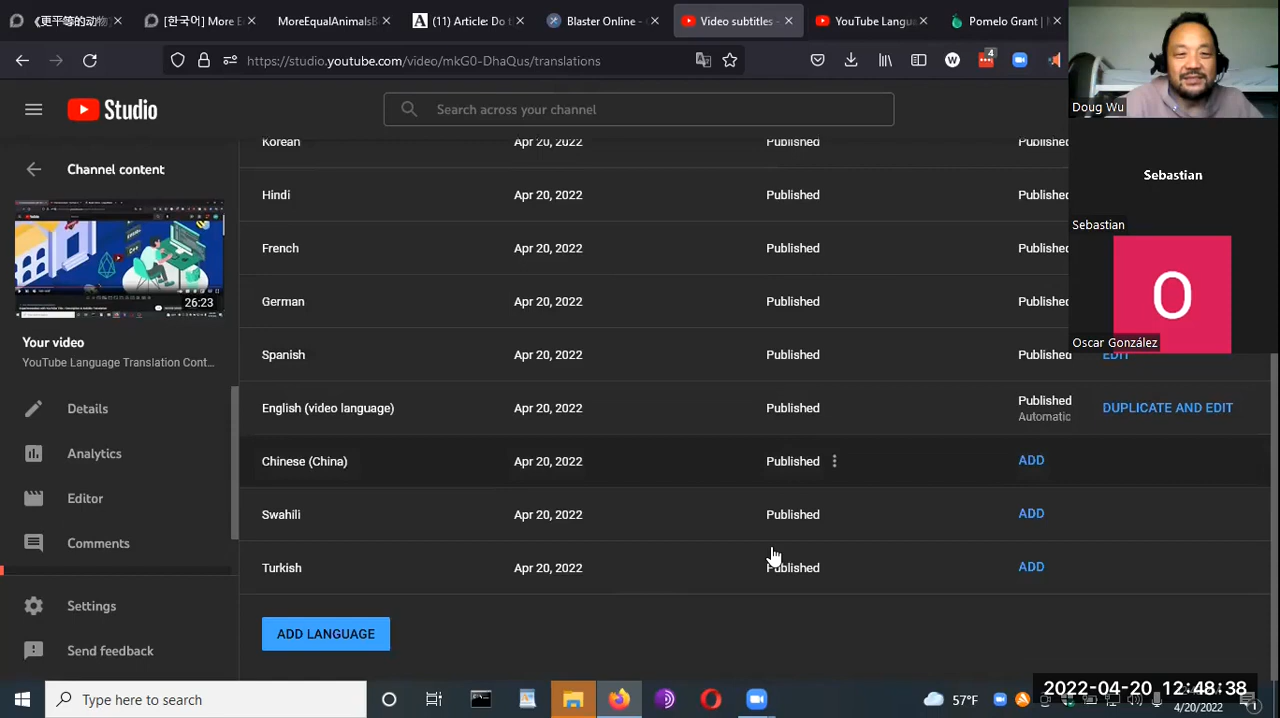 《更平等的动物
[한국어] More E
MoreEqualAnimalsB
(11) Article: Do t
Blaster Online -
Video subtitles -
YouTube Langu
Pomelo Grant | M
https://studio.youtube.com/video/
/translations
4
Studio
Search across your channel
Doug Wu
Sebastian
Sebastian
O
Oscar González
Channel content
26:23
Your video
YouTube Language Translation Cont...
Details
Analytics
Editor
Comments
Settings
Send feedback
Korean Apr 20, 2022 Published Published
Hindi Apr 20, 2022 Published Published
French Apr 20, 2022 Published Published
German Apr 20, 2022 Published Published
Spanish Apr 20, 2022 Published Published EDIT
English (video language) Apr 20, 2022 Published Published DUPLICATE AND EDIT
Automatic
Chinese (China) Apr 20, 2022 Published ADD
Swahili Apr 20, 2022 Published ADD
Turkish Apr 20, 2022 Published ADD
ADD LANGUAGE
Type here to search
57°F
2022-04-20 12:48:38
4/20/2022
1